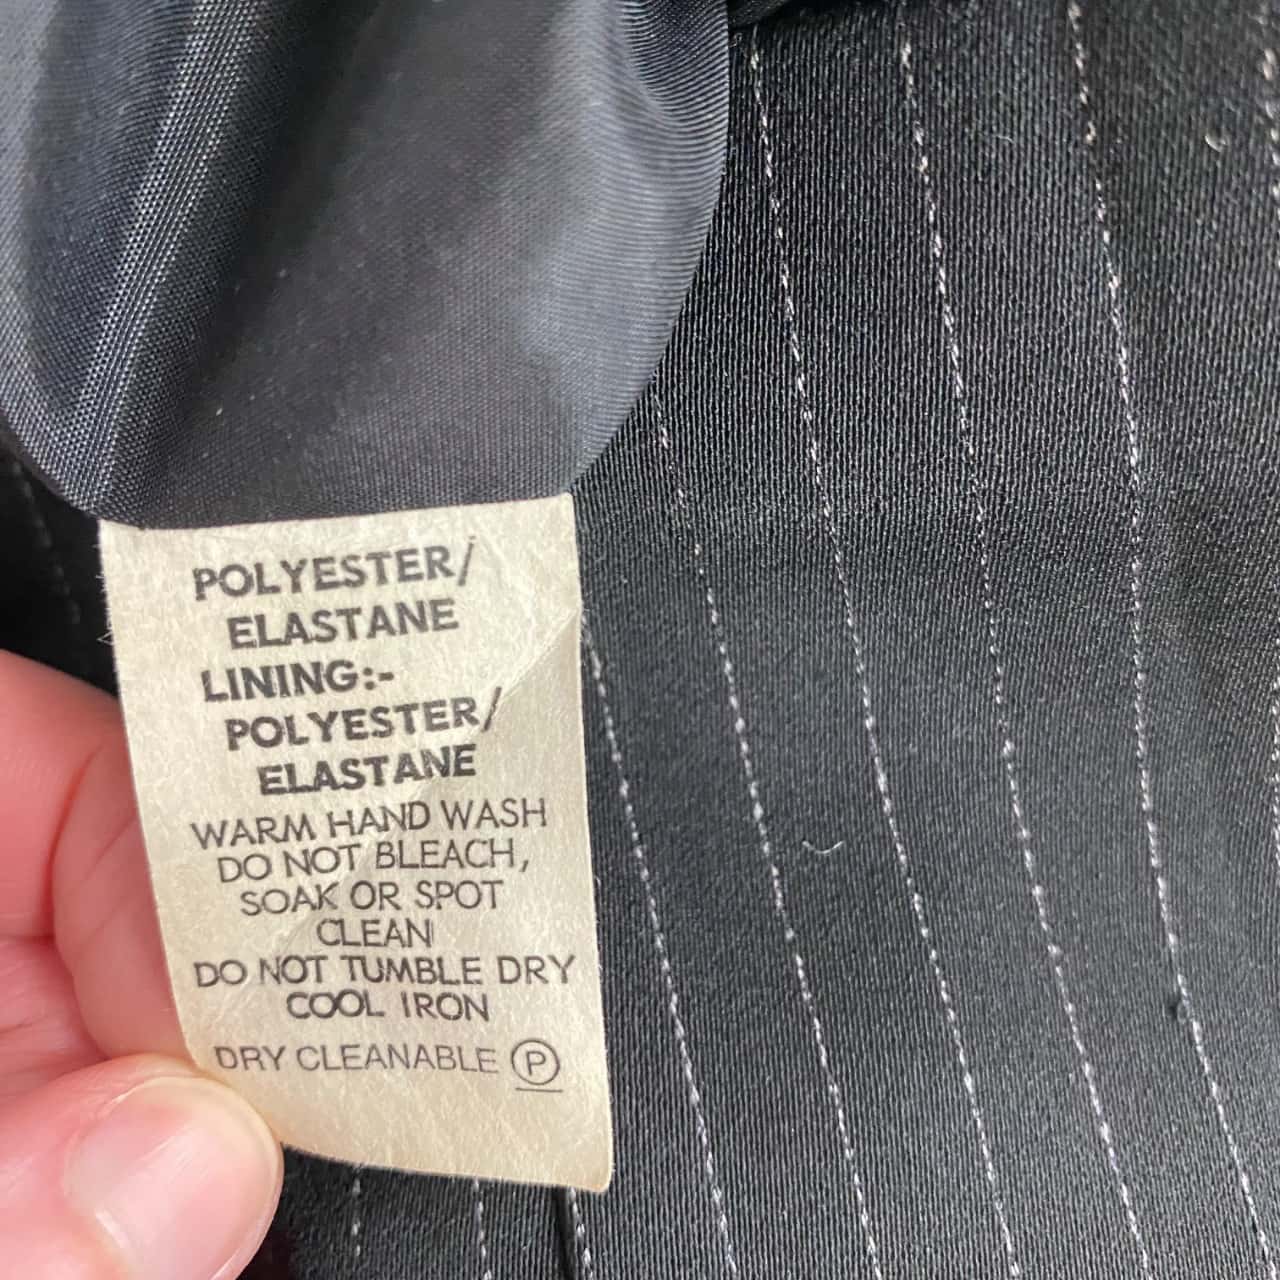 POLYESTER/
ELASTANE
LINING:-
POLYESTER/
ELASTANE
WARM HAND WASH
DO NOT BLEACH,
SOAK OR SPOT
CLEAN
DO NOT TUMBLE DRY
COOL IRON
DRY CLEANABLE P